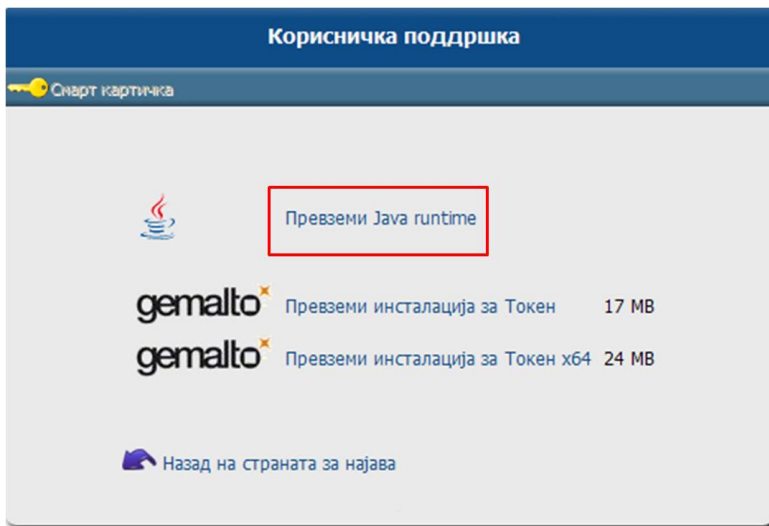 Корисничка поддршка
Смарт картичка
Превземи Java runtime
gemalto Превземи инсталација за Токен 17 MB
gemalto Превземи инсталација за Токен x64 24 MB
Назад на страната за најава